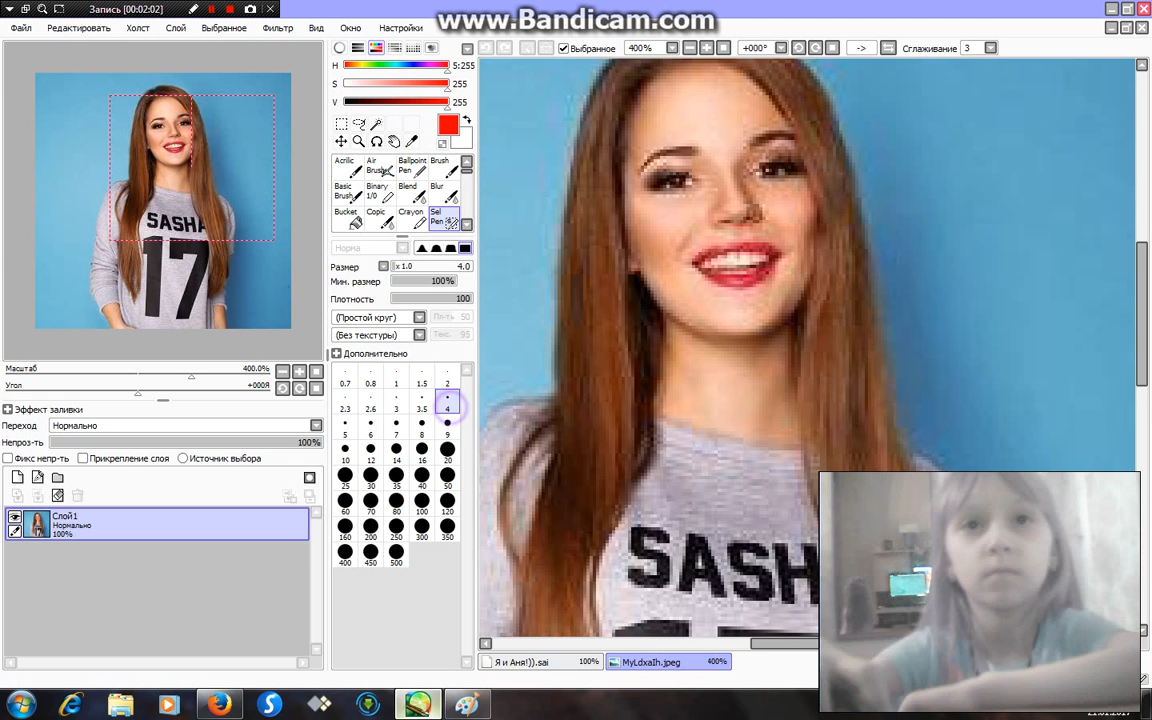 Запись [00:02:02]
www.Bandicam.com
Файл Редактировать Холст Слой Выбранное Фильтр Вид Окно Настройки
Выбранное 400% +000° -> Сглаживание 3
H 5:255
S 255
V 255
Acrilic Air Brush Ballpoint Pen Brush
Basic Brush Binary 1/0 Blend Blur
Bucket Copic Crayon Sel Pen
Норма
Размер x 1.0 4.0
Мин. размер 100%
Плотность 100
(Простой круг) Пл-ть 50
(Без текстуры) Текс. 95
Дополнительно
0.7 0.8 1 1.5 2
2.3 2.6 3 3.5 4
5 6 7 8 9
10 12 14 16 20
25 30 35 40 50
60 70 80 100 120
160 200 250 300 350
400 450 500
Масштаб 400.0%
Угол +000Я
Эффект заливки
Переход Нормально
Непроз-ть 100%
Фикс непр-ть Прикрепление слоя Источник выбора
Слой1
Нормально
100%
SASHA
17
SASH
Я и Аня!)).sai 100% MyLdxaIh.jpeg 400%